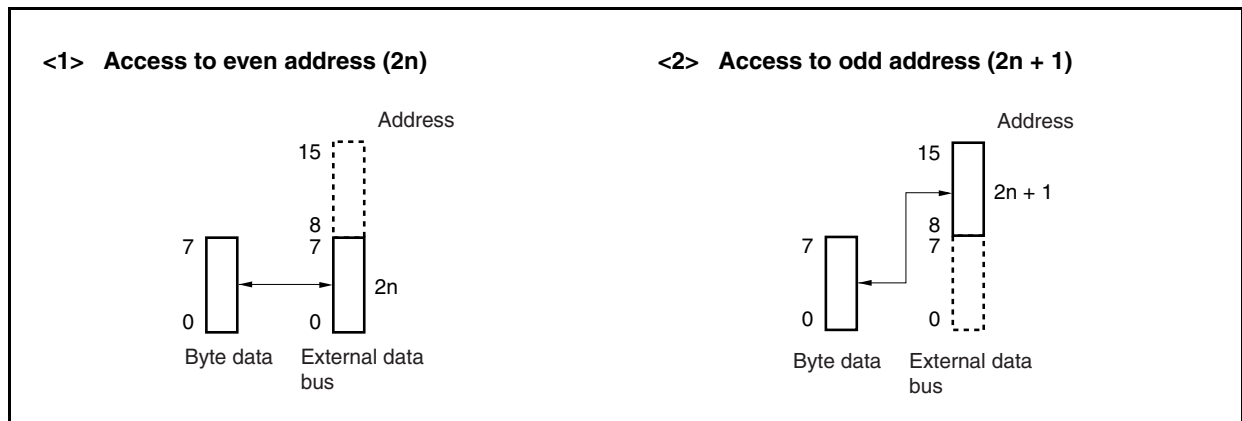 <1> Access to even address (2n)
Address
15
8
7
7
2n
0
0
Byte data
External data
bus
<2> Access to odd address (2n + 1)
Address
15
2n + 1
8
7
7
0
0
Byte data
External data
bus